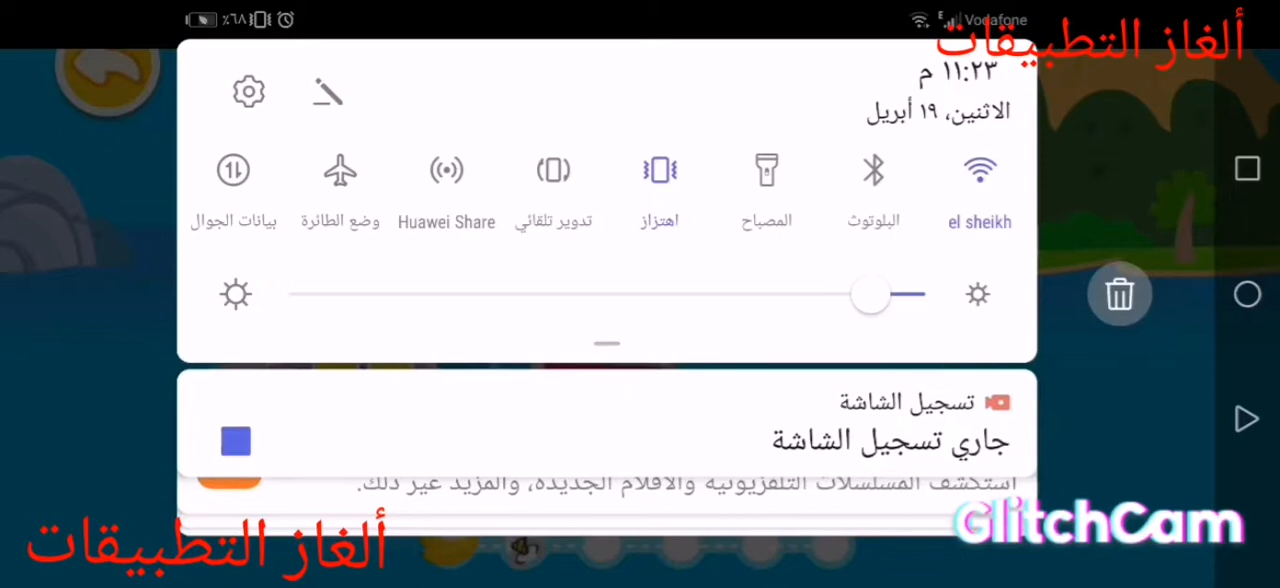 ٪٦٨
Vodafone
ألغاز التطبيقات
١١:٢٣ م
الاثنين، ١٩ أبريل
el sheikh
البلوتوث
المصباح
اهتزاز
تدوير تلقائي
Huawei Share
وضع الطائرة
بيانات الجوال
تسجيل الشاشة
جاري تسجيل الشاشة
استكشف المسلسلات التلفزيونية والأفلام الجديدة، والمزيد غير ذلك.
GlitchCam
ألغاز التطبيقات